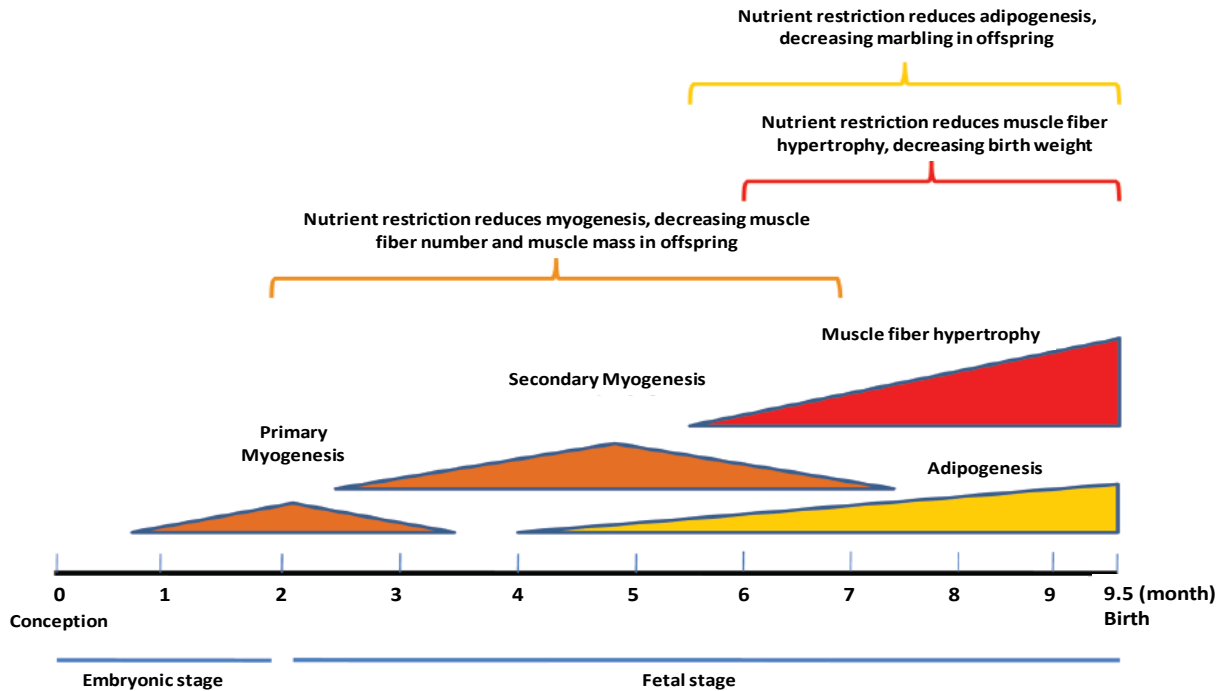 Nutrient restriction reduces adipogenesis,
decreasing marbling in offspring
Nutrient restriction reduces muscle fiber
hypertrophy, decreasing birth weight
Nutrient restriction reduces myogenesis, decreasing muscle
fiber number and muscle mass in offspring
Muscle fiber hypertrophy
Secondary Myogenesis
Primary
Myogenesis
Adipogenesis
0 1 2 3 4 5 6 7 8 9 9.5 (month)
Conception Birth
Embryonic stage Fetal stage